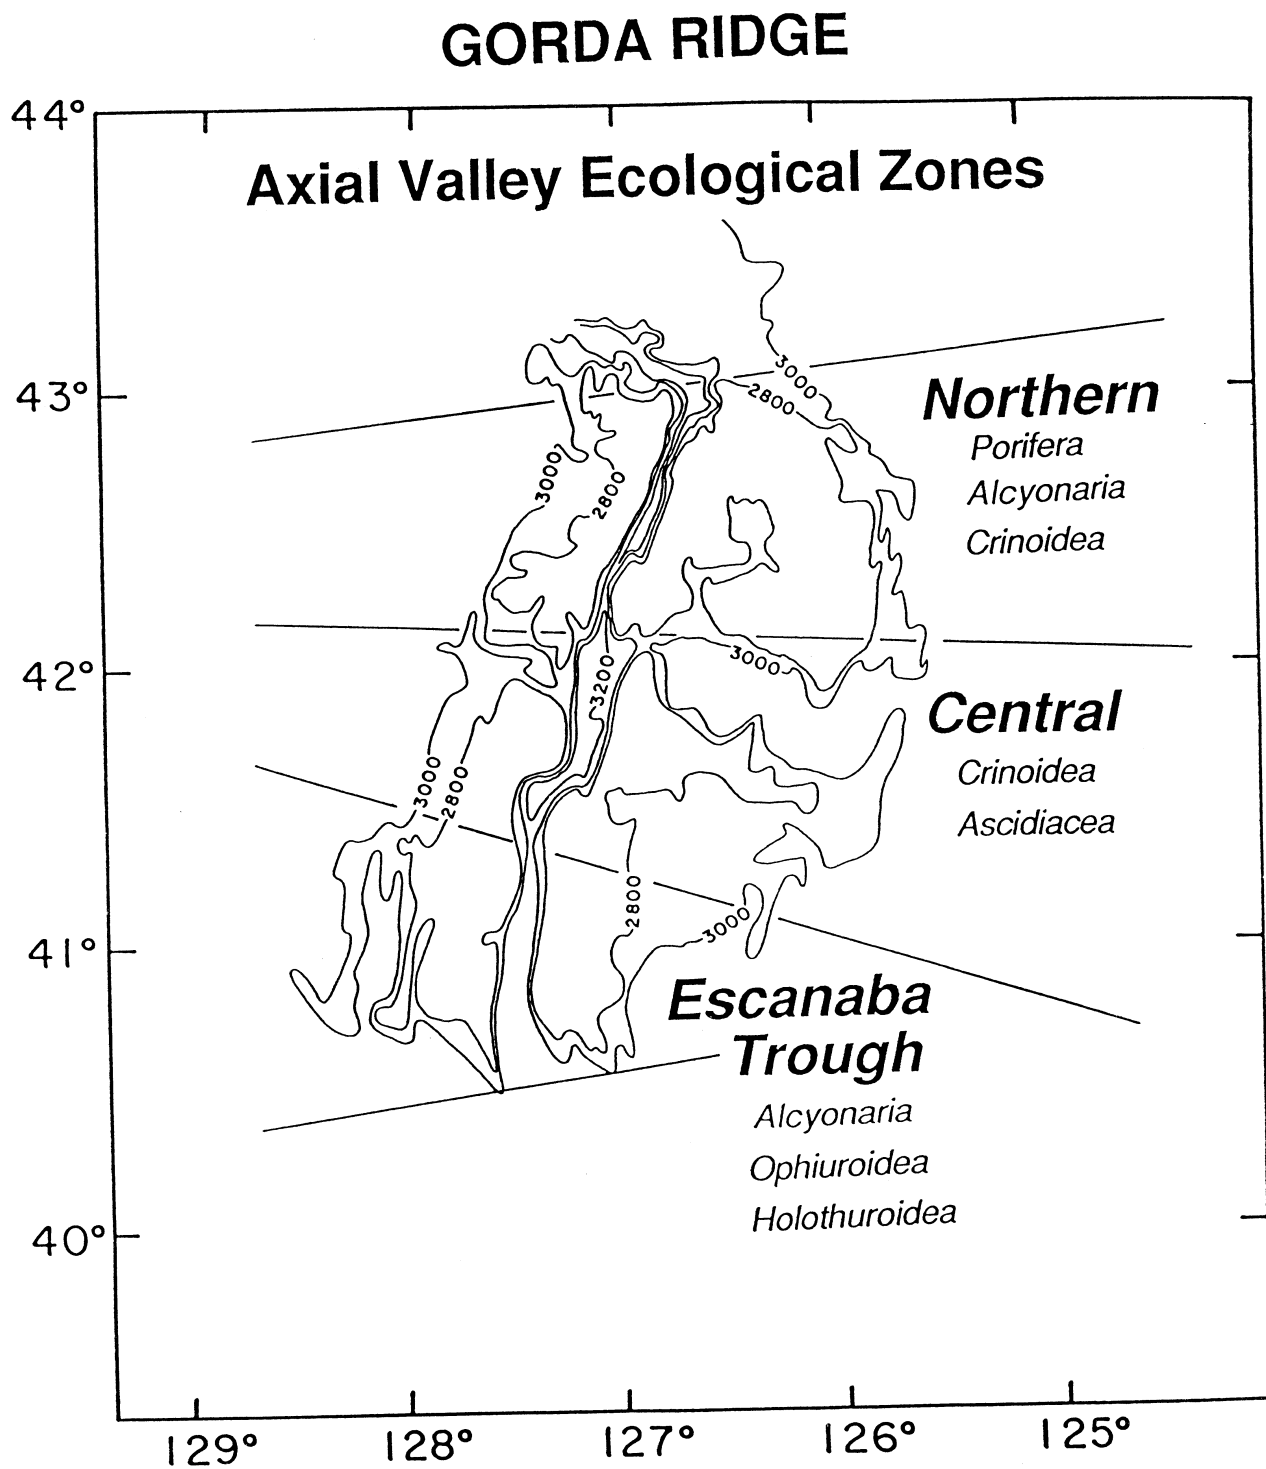 GORDA RIDGE
44°
Axial Valley Ecological Zones
3000
2800
43°
Northern
Porifera
Alcyonaria
Crinoidea
3000
2800
3000
42°
3200
Central
Crinoidea
Ascidiacea
3000
2800
2800
3000
41°
Escanaba
Trough
Alcyonaria
Ophiuroidea
Holothuroidea
40°
129° 128° 127° 126° 125°